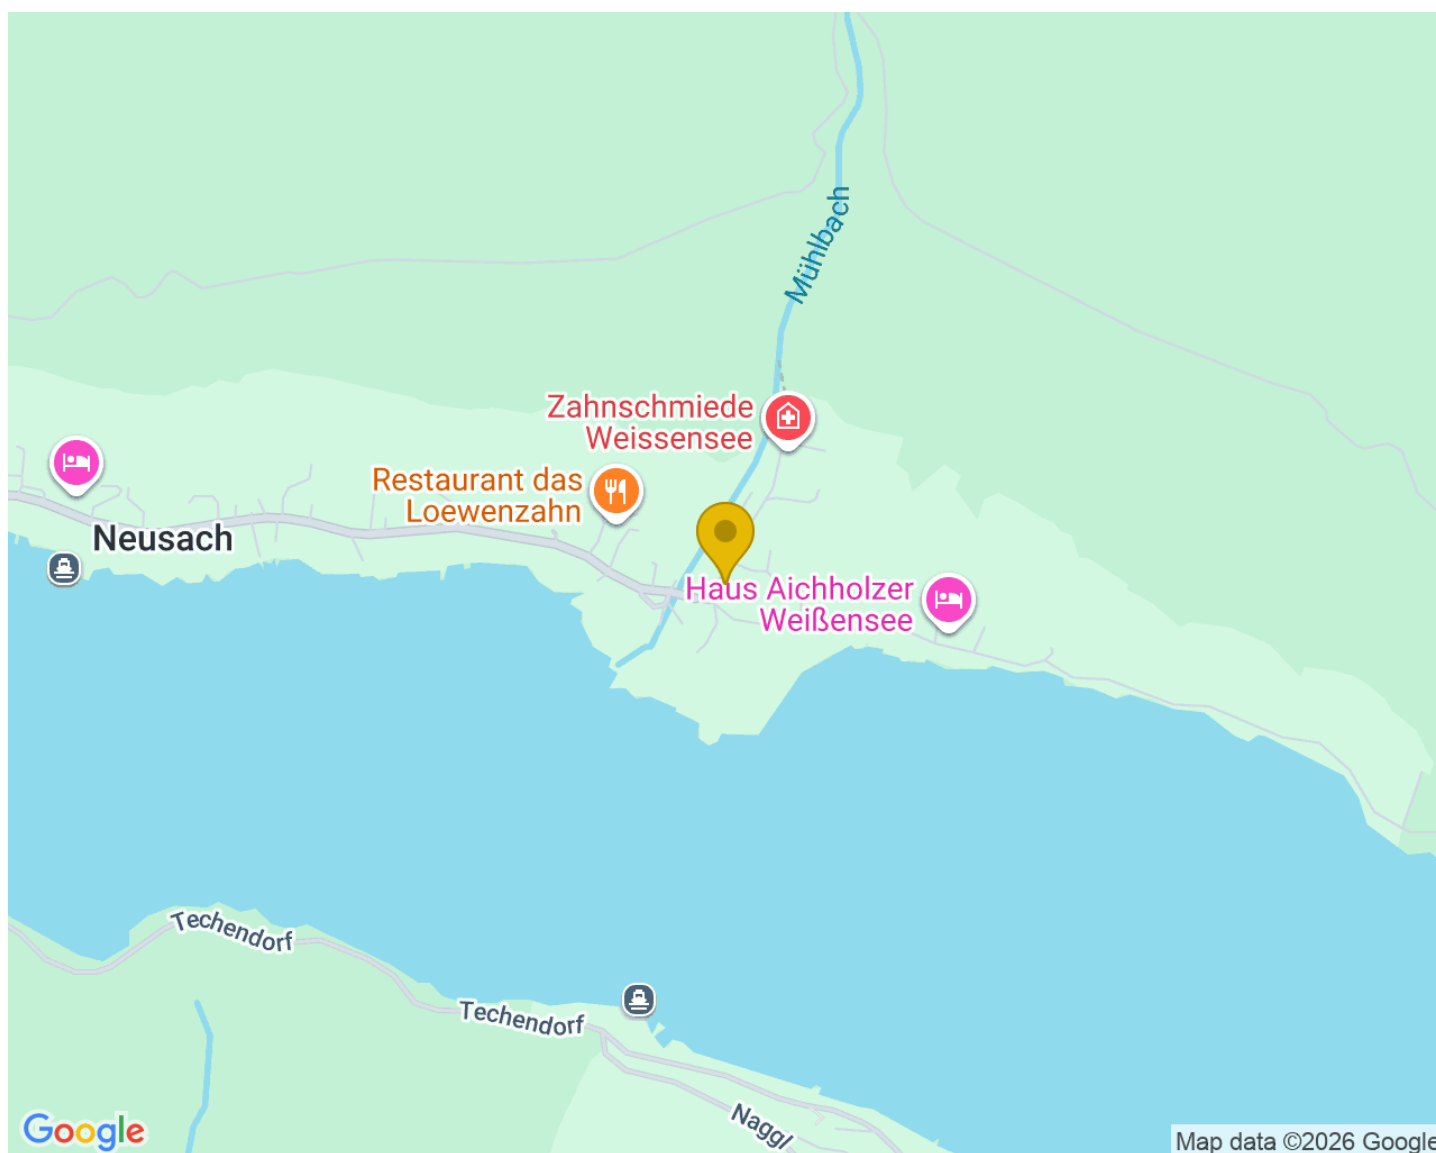 Mühlbach
Zahnschmiede
Weissensee
Restaurant das
Loewenzahn
Neusach
Haus Aichholzer
Weißensee
Techendorf
Techendorf
Naggl
Google
Map data ©2026 Google